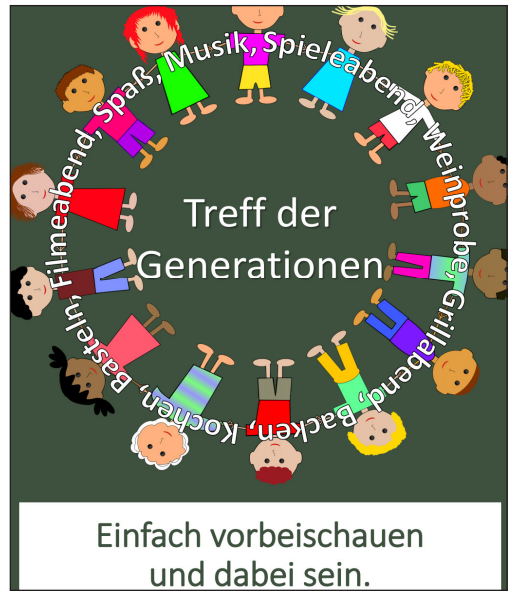 Filmeabend, Spaß, Musik, Spieleabend, Weinprobe, Grillabend, Backen, Kochen, Basteln,
Treff der
Generationen
Einfach vorbeischauen
und dabei sein.